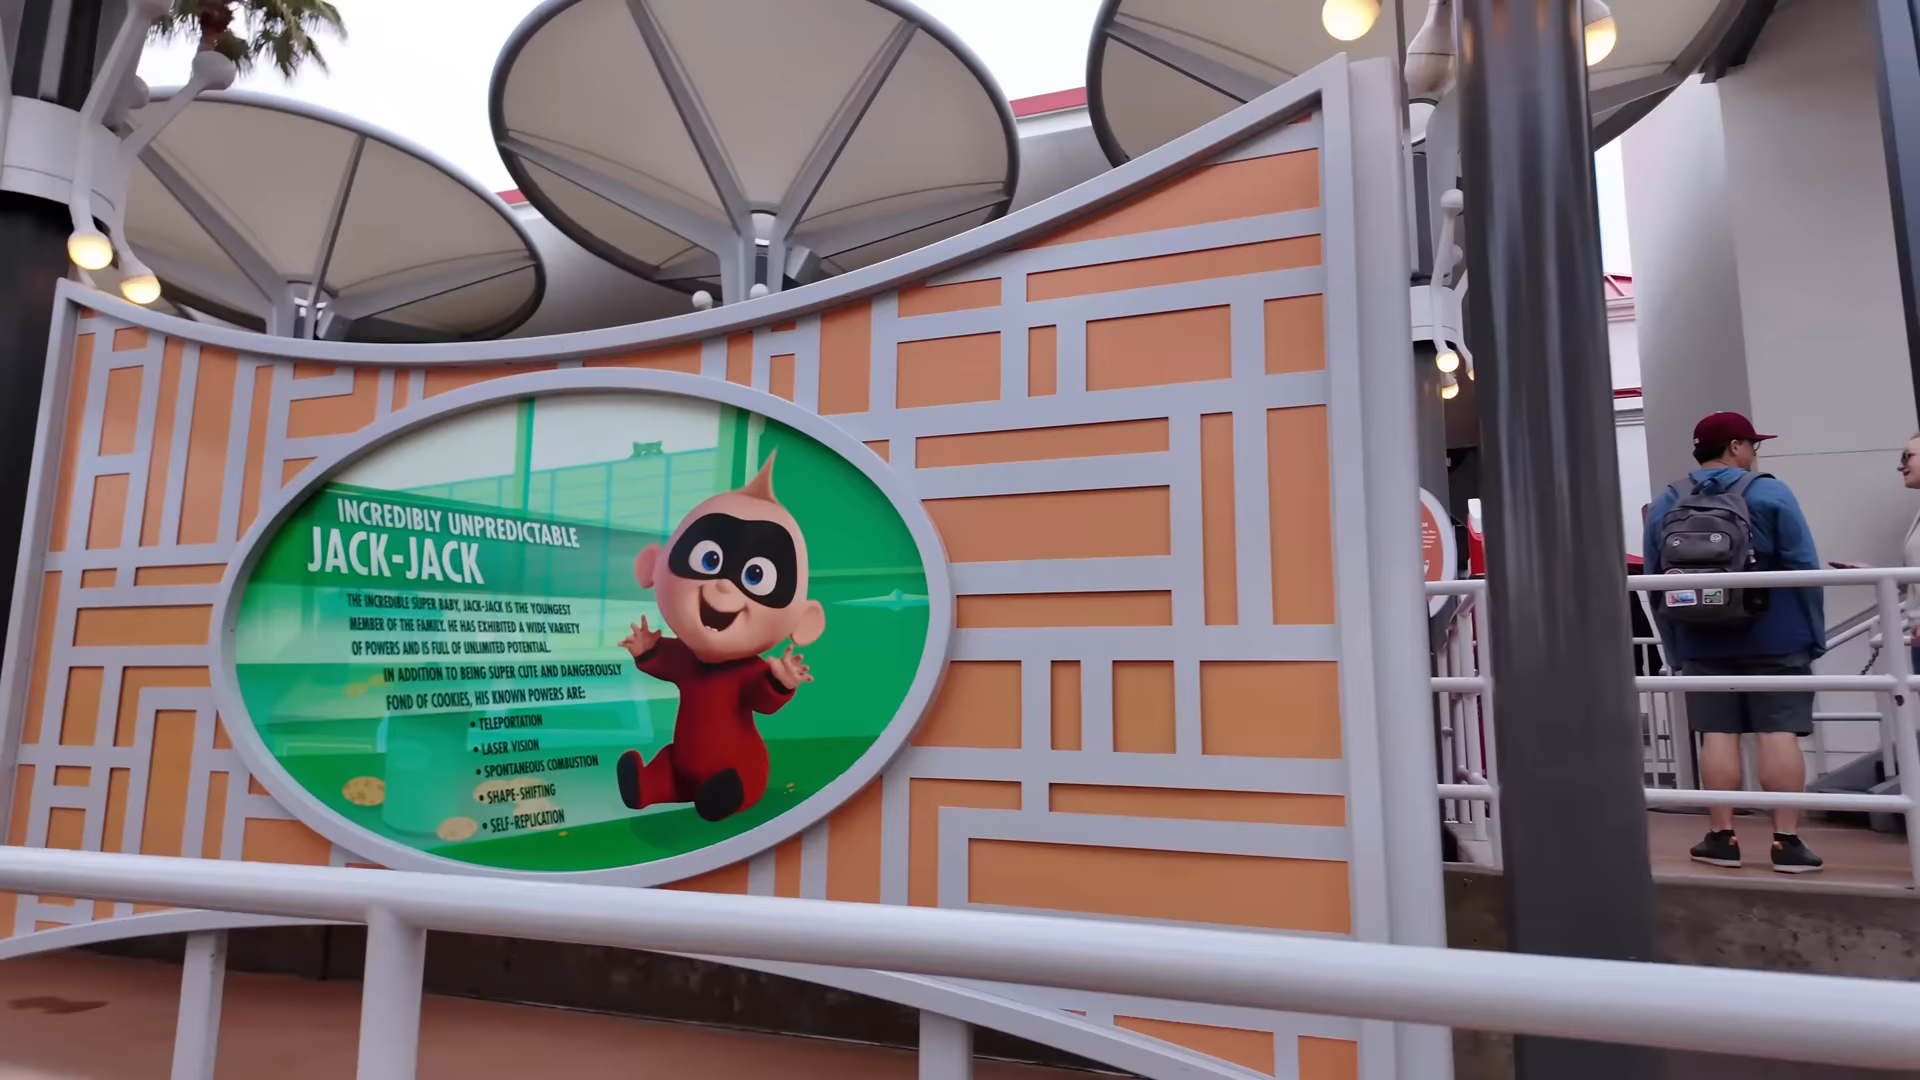 INCREDIBLY UNPREDICTABLE
JACK-JACK
THE INCREDIBLE SUPER BABY, JACK-JACK IS THE YOUNGEST
MEMBER OF THE FAMILY. HE HAS EXHIBITED A WIDE VARIETY
OF POWERS AND IS FULL OF UNLIMITED POTENTIAL.
IN ADDITION TO BEING SUPER CUTE AND DANGEROUSLY
FOND OF COOKIES, HIS KNOWN POWERS ARE:
• TELEPORTATION
• LASER VISION
• SPONTANEOUS COMBUSTION
• SHAPE-SHIFTING
• SELF-REPLICATION